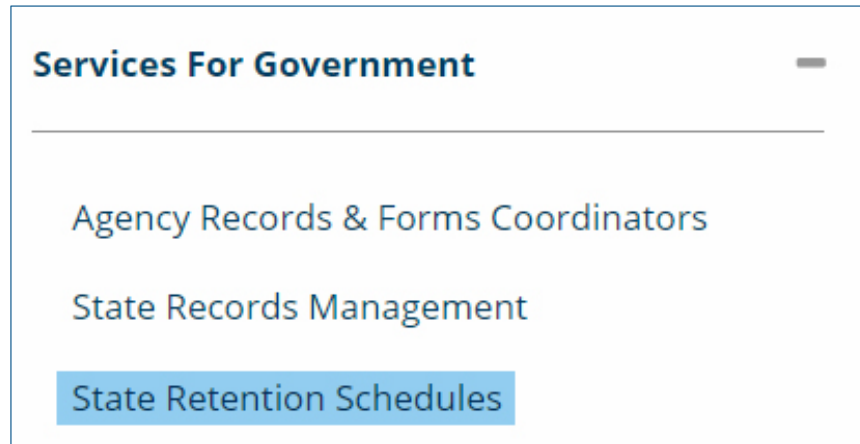 Services For Government
Agency Records & Forms Coordinators
State Records Management
State Retention Schedules